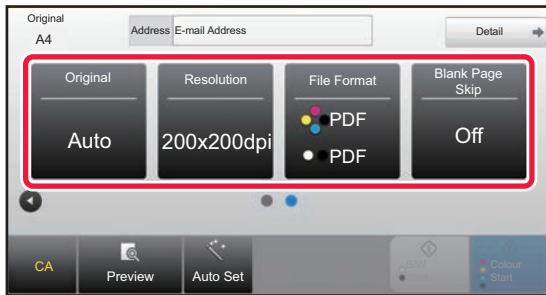 Original
A4
Address E-mail Address
Detail
Original
Auto
Resolution
200x200dpi
File Format
PDF
PDF
Blank Page
Skip
Off
CA
Preview
Auto Set
B/W
Start
Colour
Start